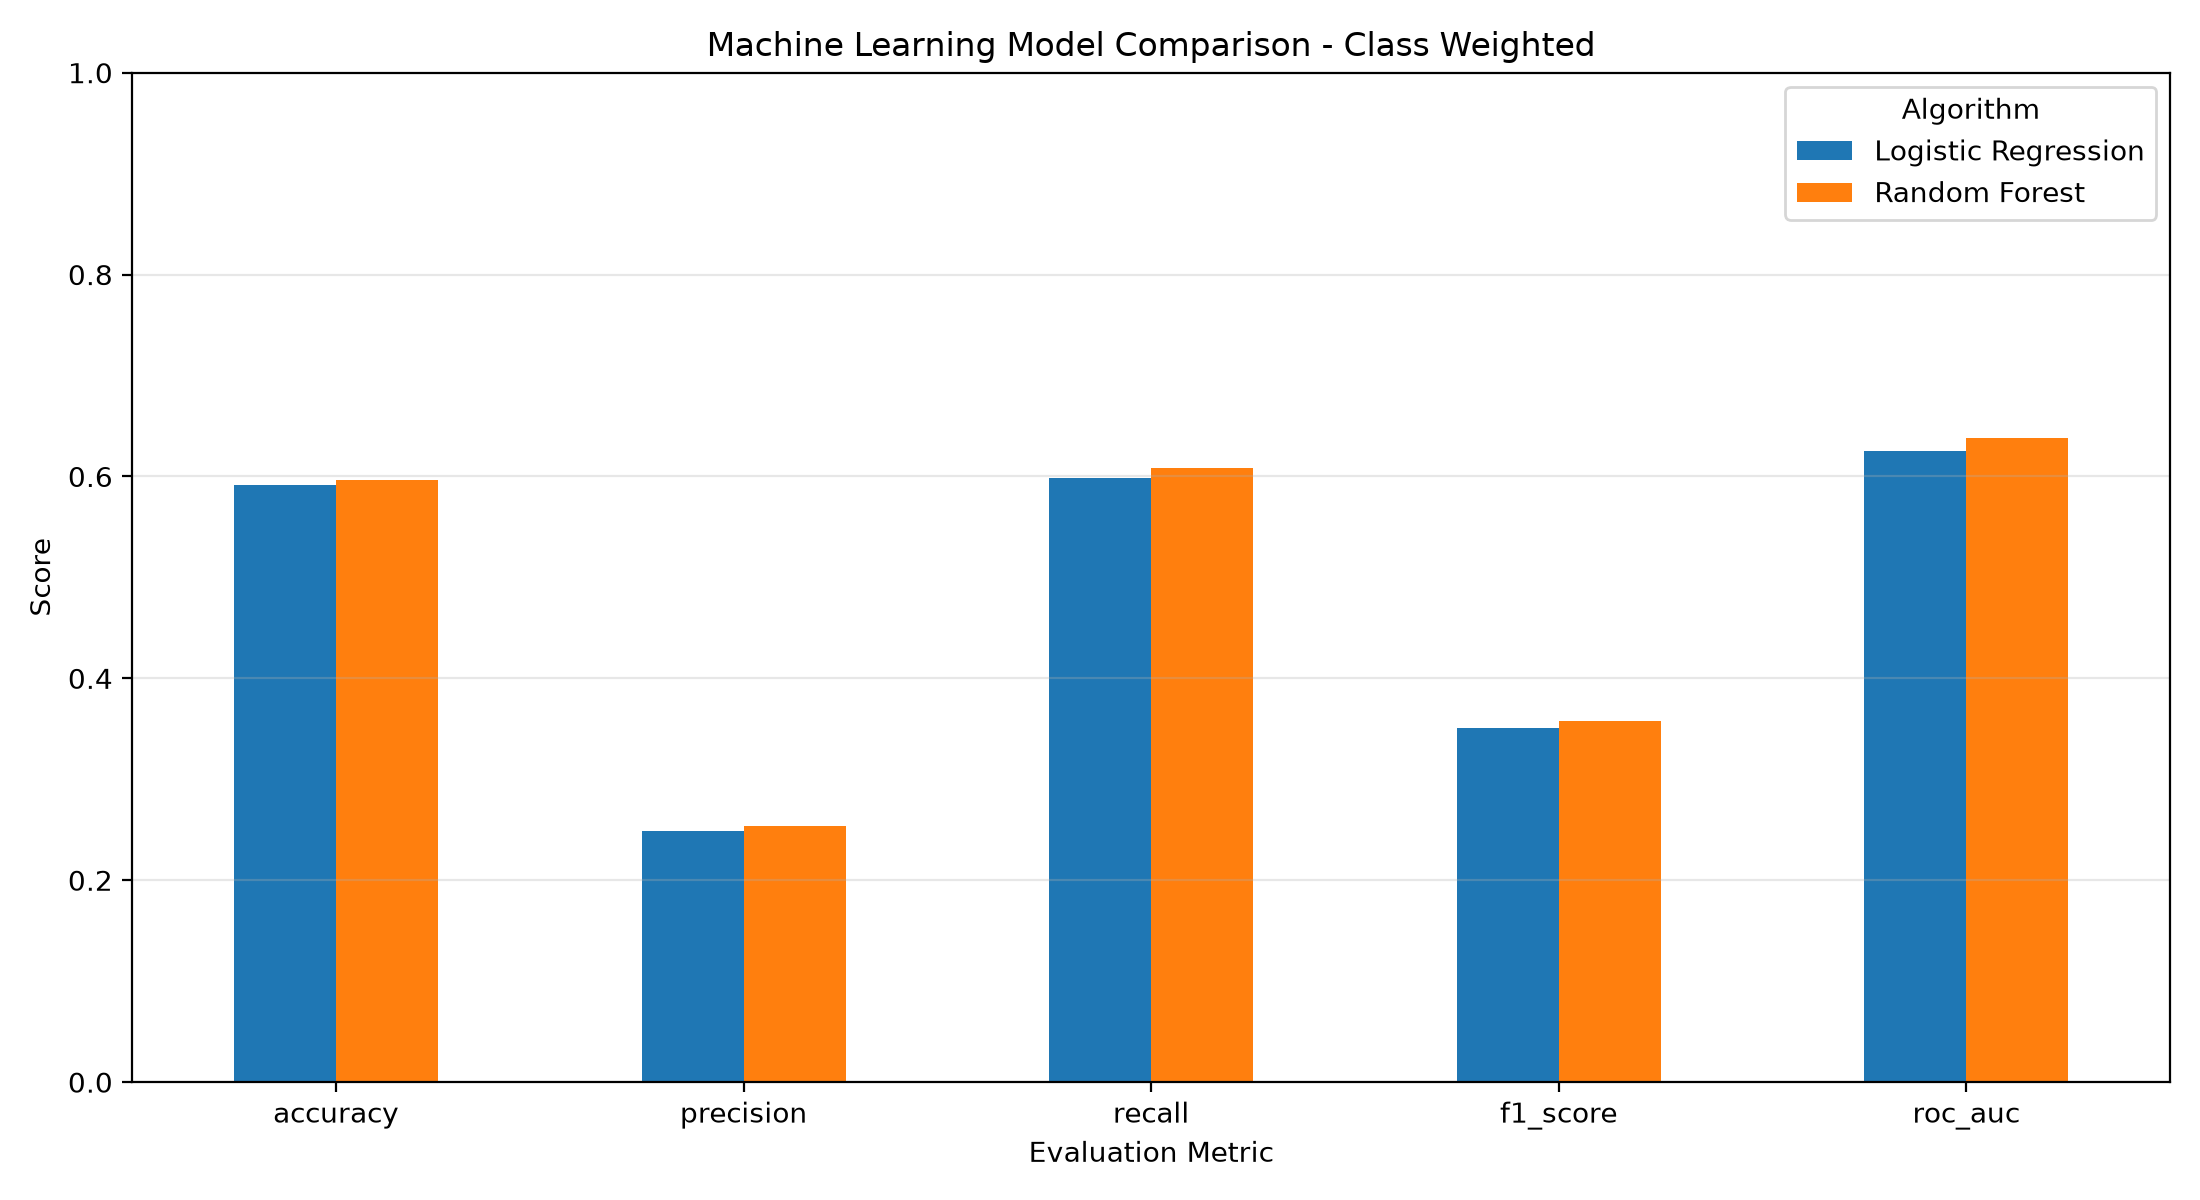 Machine Learning Model Comparison - Class Weighted
Algorithm
Logistic Regression
Random Forest
Score
1.0
0.8
0.6
0.4
0.2
0.0
accuracy precision recall f1_score roc_auc
Evaluation Metric